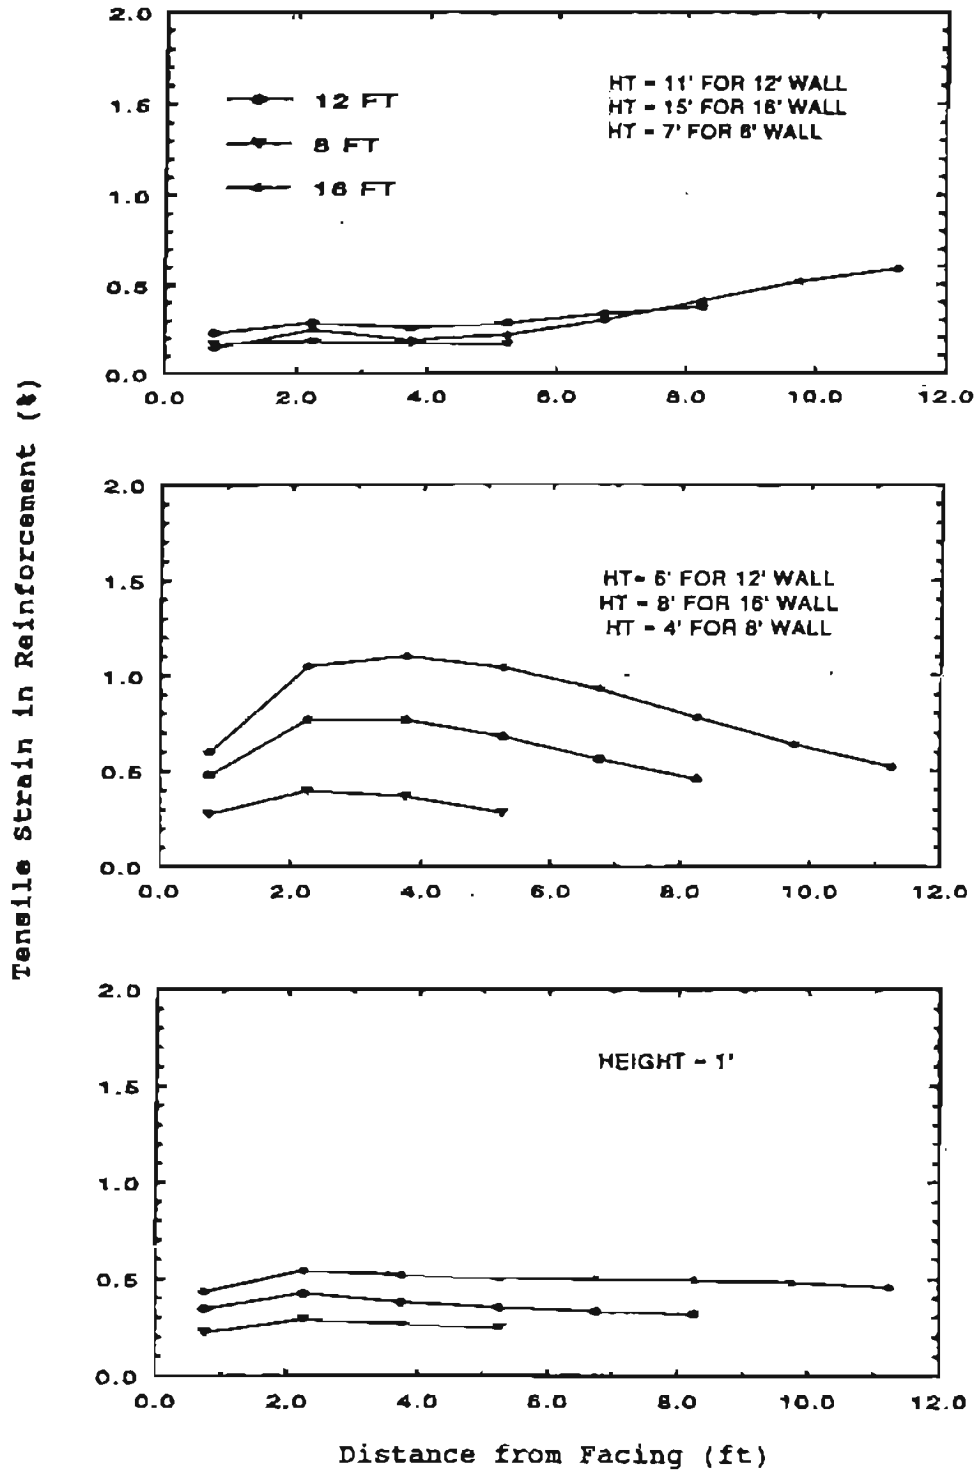 Tensile Strain in Reinforcement (%)
2.0
1.5
1.0
0.5
0.0
12 FT
8 FT
16 FT
HT = 11' FOR 12' WALL
HT = 15' FOR 16' WALL
HT = 7' FOR 8' WALL
0.0 2.0 4.0 6.0 8.0 10.0 12.0
2.0
1.5
1.0
0.5
0.0
HT= 6' FOR 12' WALL
HT = 8' FOR 16' WALL
HT = 4' FOR 8' WALL
0.0 2.0 4.0 6.0 8.0 10.0 12.0
2.0
1.5
1.0
0.5
0.0
HEIGHT = 1'
0.0 2.0 4.0 6.0 8.0 10.0 12.0
Distance from Facing (ft)